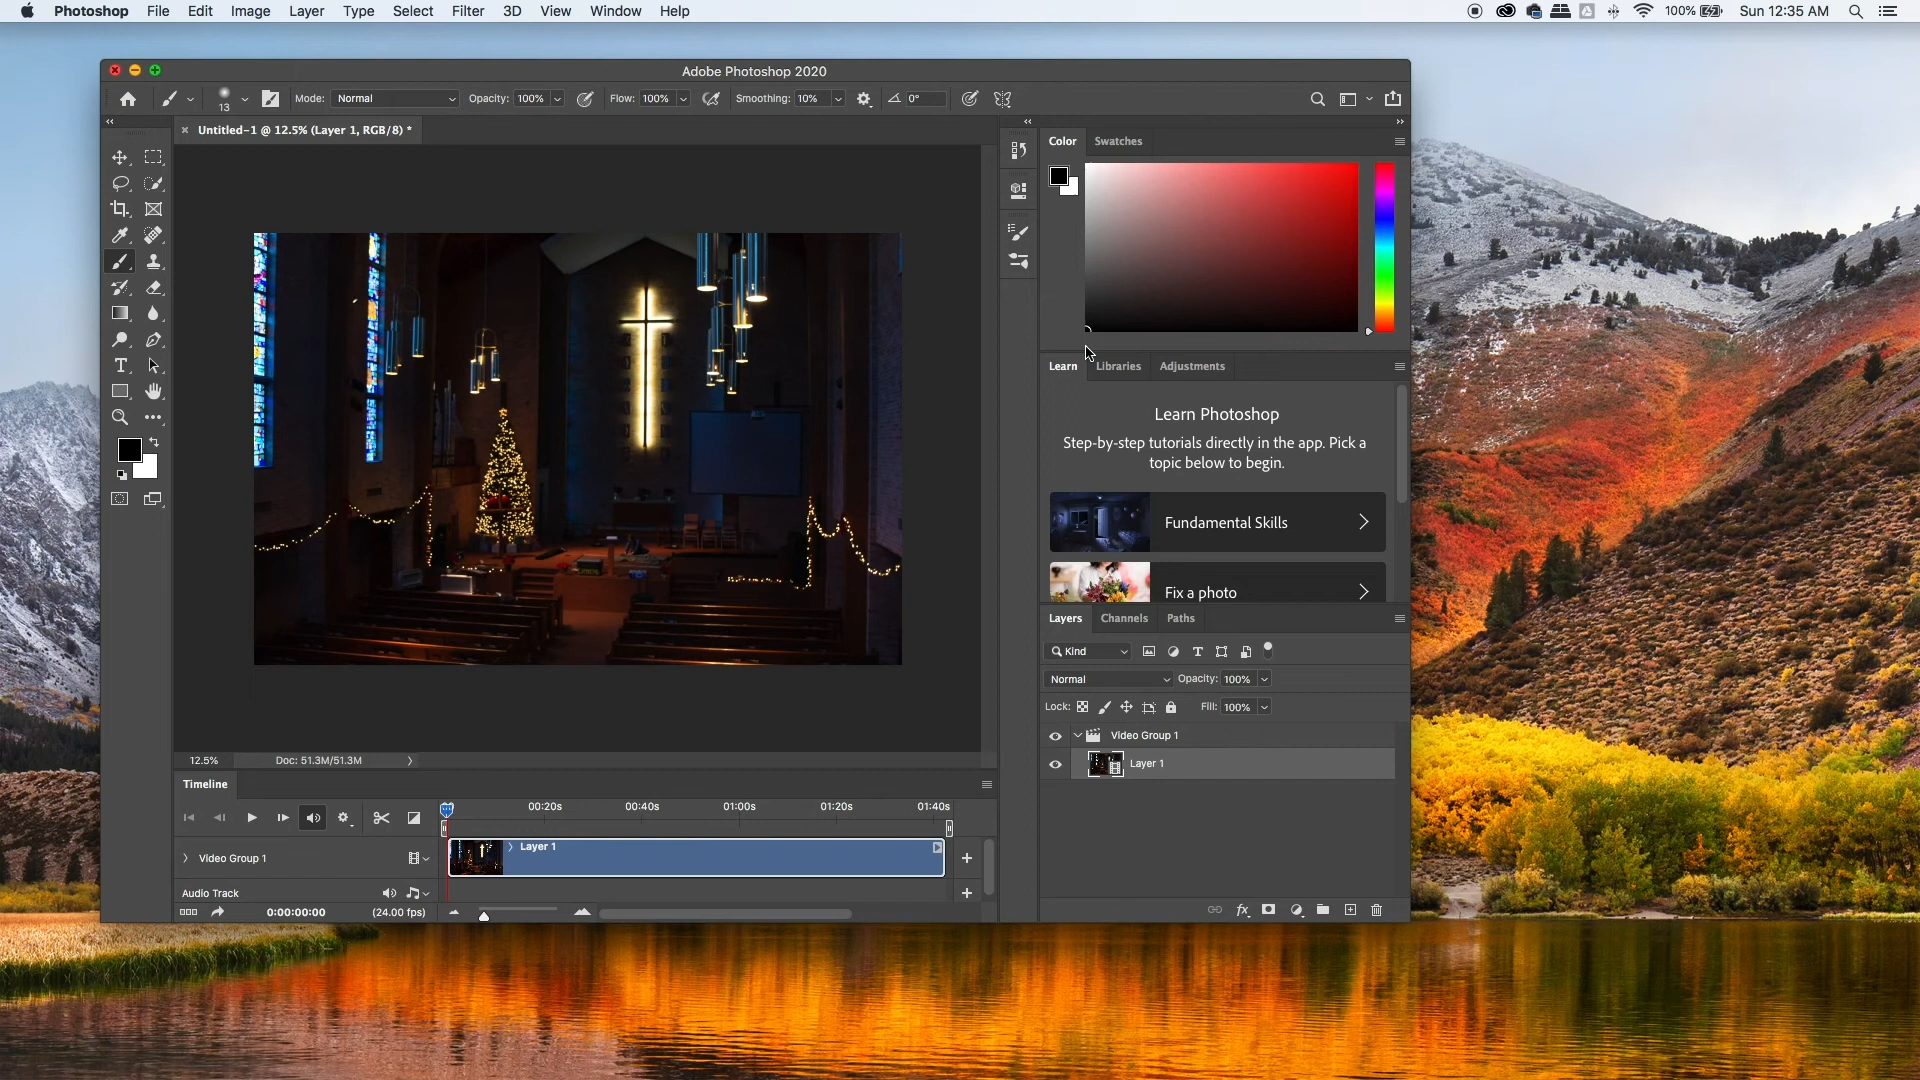 Photoshop File Edit Image Layer Type Select Filter 3D View Window Help 100% Sun 12:35 AM
Adobe Photoshop 2020
13 Mode: Normal Opacity: 100% Flow: 100% Smoothing: 10% 0°
Untitled-1 @ 12.5% (Layer 1, RGB/8) *
Color Swatches
Learn Libraries Adjustments
Learn Photoshop
Step-by-step tutorials directly in the app. Pick a
topic below to begin.
Fundamental Skills
Fix a photo
Layers Channels Paths
Kind
Normal Opacity: 100%
Lock: Fill: 100%
Video Group 1
Layer 1
12.5% Doc: 51.3M/51.3M
Timeline
00:20s 00:40s 01:00s 01:20s 01:40s
Layer 1
Video Group 1
Audio Track
0:00:00:00 (24.00 fps)